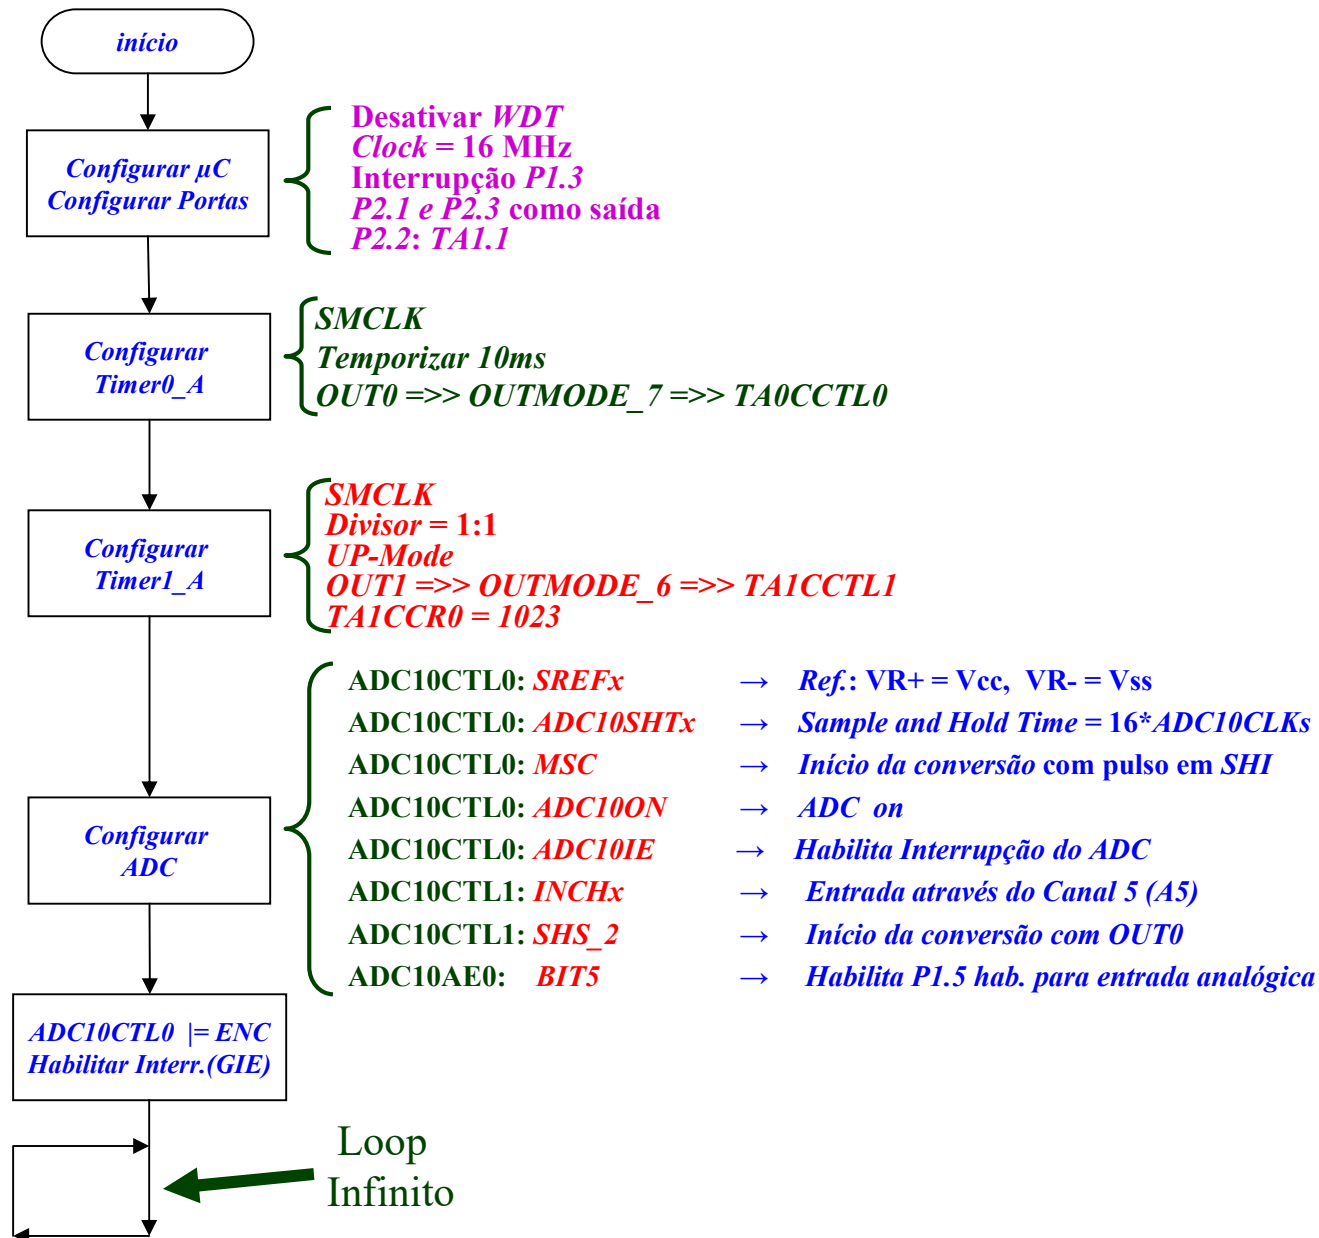 início
Configurar µC
Configurar Portas
Desativar WDT
Clock = 16 MHz
Interrupção P1.3
P2.1 e P2.3 como saída
P2.2: TA1.1
Configurar
Timer0_A
SMCLK
Temporizar 10ms
OUT0 =>> OUTMODE_7 =>> TA0CCTL0
Configurar
Timer1_A
SMCLK
Divisor = 1:1
UP-Mode
OUT1 =>> OUTMODE_6 =>> TA1CCTL1
TA1CCR0 = 1023
Configurar
ADC
ADC10CTL0: SREFx → Ref.: VR+ = Vcc, VR- = Vss
ADC10CTL0: ADC10SHTx → Sample and Hold Time = 16*ADC10CLKs
ADC10CTL0: MSC → Início da conversão com pulso em SHI
ADC10CTL0: ADC10ON → ADC on
ADC10CTL0: ADC10IE → Habilita Interrupção do ADC
ADC10CTL1: INCHx → Entrada através do Canal 5 (A5)
ADC10CTL1: SHS_2 → Início da conversão com OUT0
ADC10AE0: BIT5 → Habilita P1.5 hab. para entrada analógica
ADC10CTL0 |= ENC
Habilitar Interr.(GIE)
Loop
Infinito